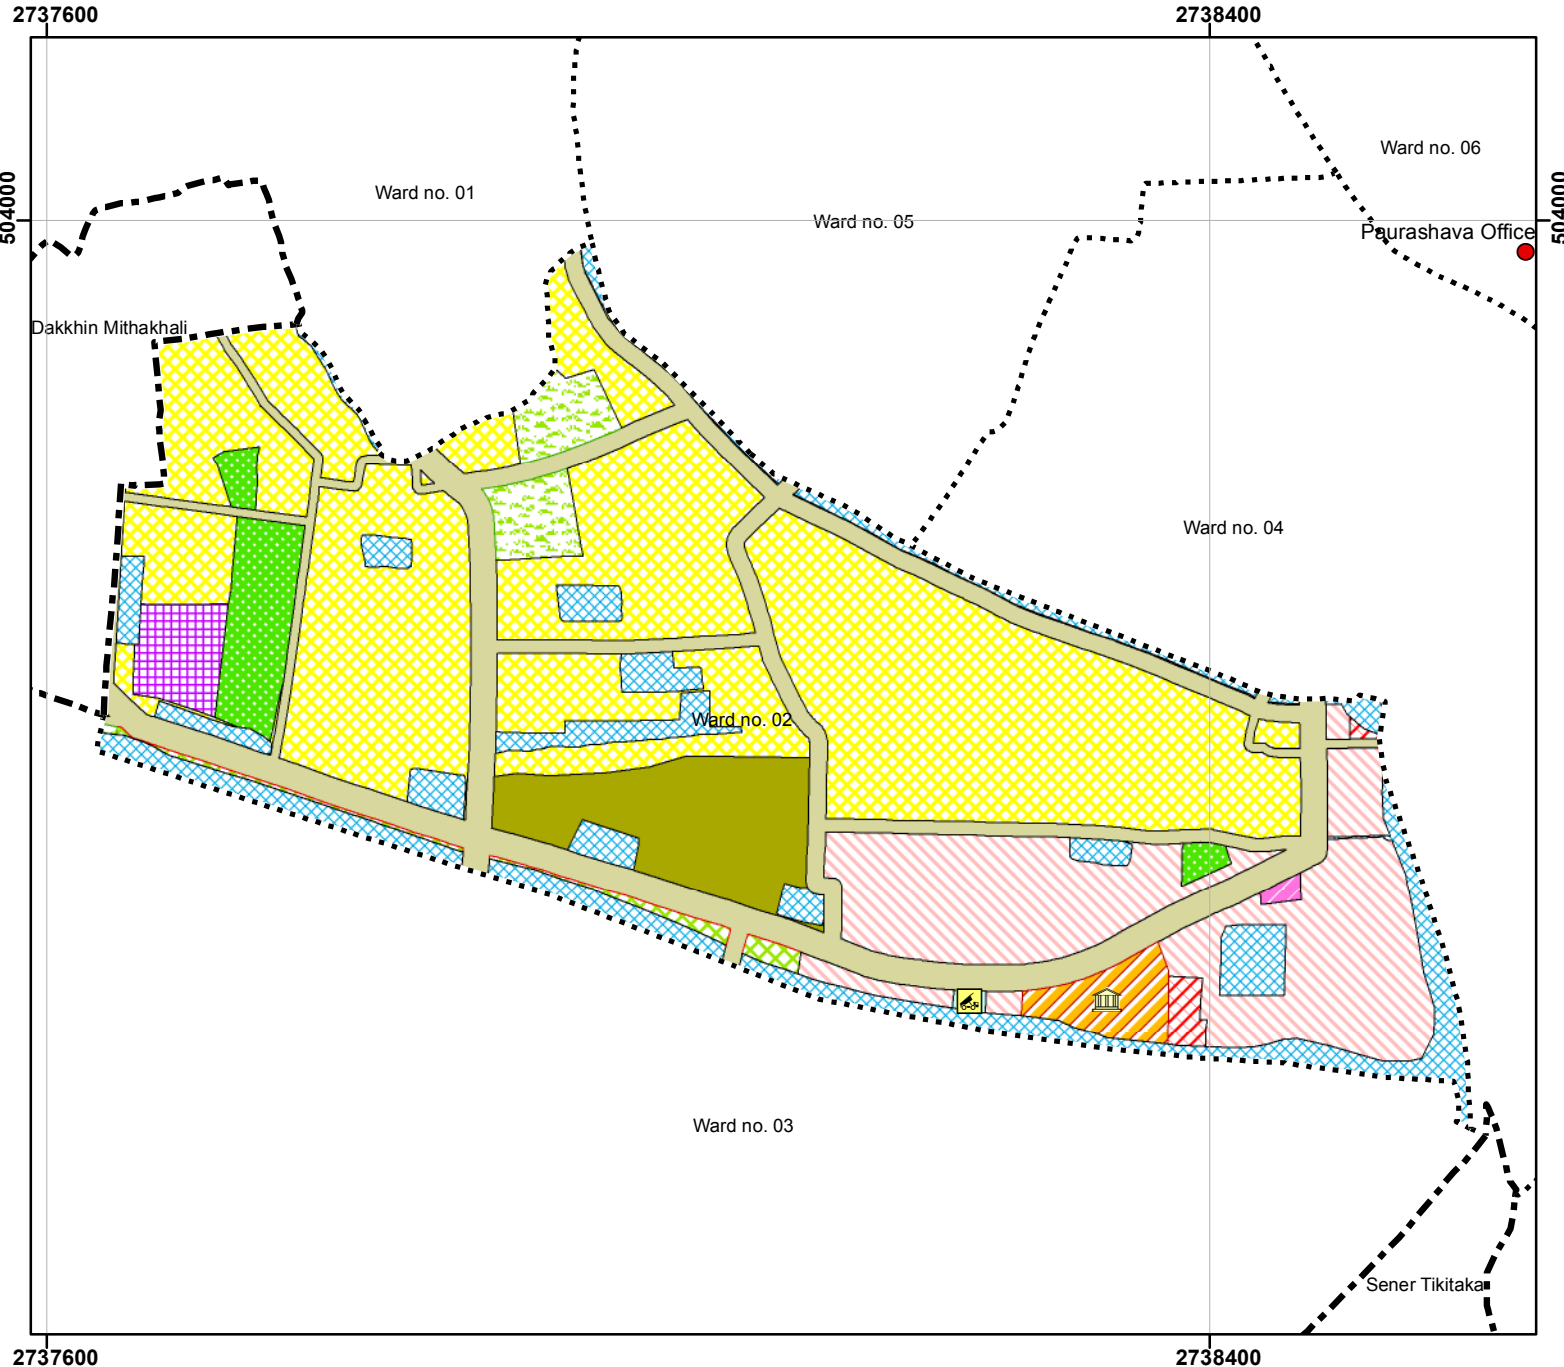 2737600
2738400
Ward no. 06
Ward no. 01
504000
504000
Ward no. 05
Paurashava Office
Dakkhin Mithakhali
Ward no. 04
Ward no. 02
Ward no. 03
Sener Tikitaka
2737600
2738400